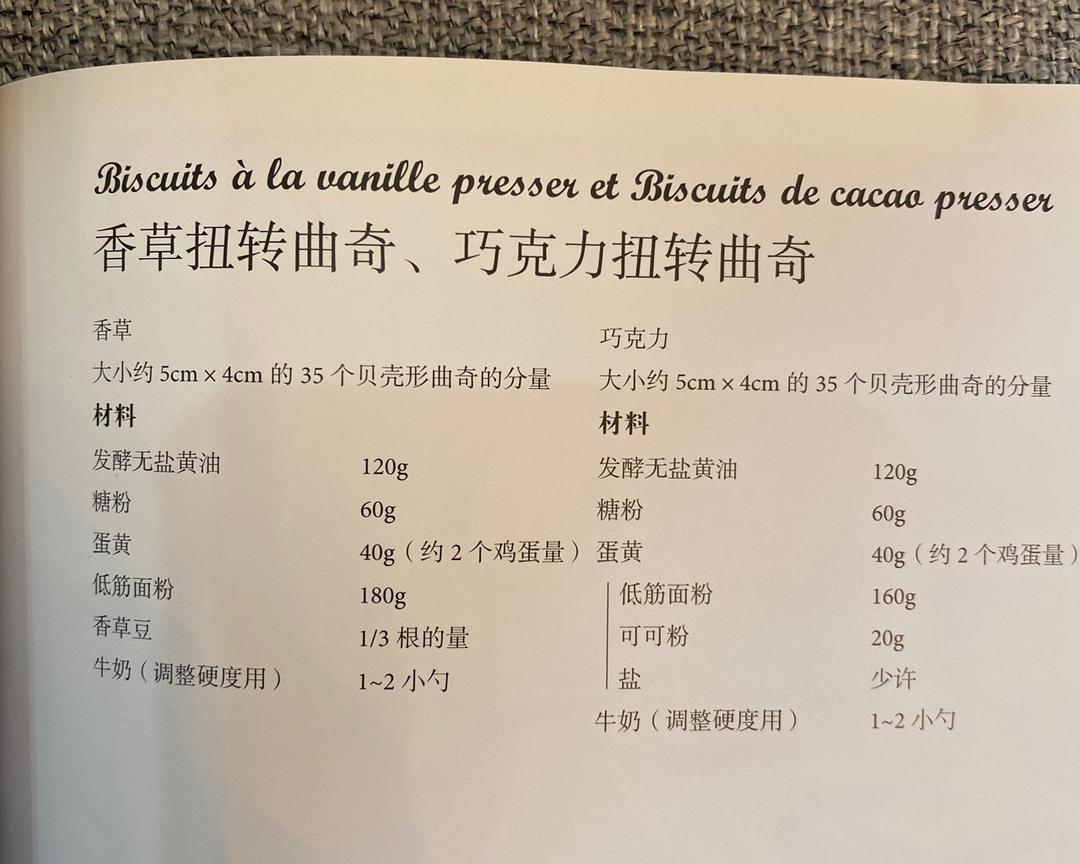 Biscuits à la vanille presser et Biscuits de cacao presser
香草扭转曲奇、巧克力扭转曲奇
香草
大小约 5cm × 4cm 的 35 个贝壳形曲奇的分量
材料
发酵无盐黄油 120g
糖粉 60g
蛋黄 40g（约 2 个鸡蛋量）
低筋面粉 180g
香草豆 1/3 根的量
牛奶（调整硬度用） 1~2 小勺
巧克力
大小约 5cm × 4cm 的 35 个贝壳形曲奇的分量
材料
发酵无盐黄油 120g
糖粉 60g
蛋黄 40g（约 2 个鸡蛋量）
低筋面粉 160g
可可粉 20g
盐 少许
牛奶（调整硬度用） 1~2 小勺